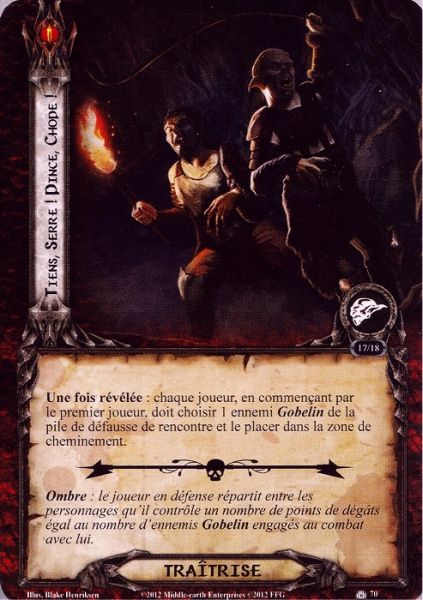 Tiens, Serre ! Pince, Chope !
17/18
Une fois révélée : chaque joueur, en commençant par
le premier joueur, doit choisir 1 ennemi Gobelin de la
pile de défausse de rencontre et le placer dans la zone de
cheminement.
Ombre : le joueur en défense répartit entre les
personnages qu’il contrôle un nombre de points de dégâts
égal au nombre d’ennemis Gobelin engagés au combat
avec lui.
TRAÎTRISE
Illus. Blake Henriksen ©2012 Middle-earth Enterprises ©2012 FFG 70